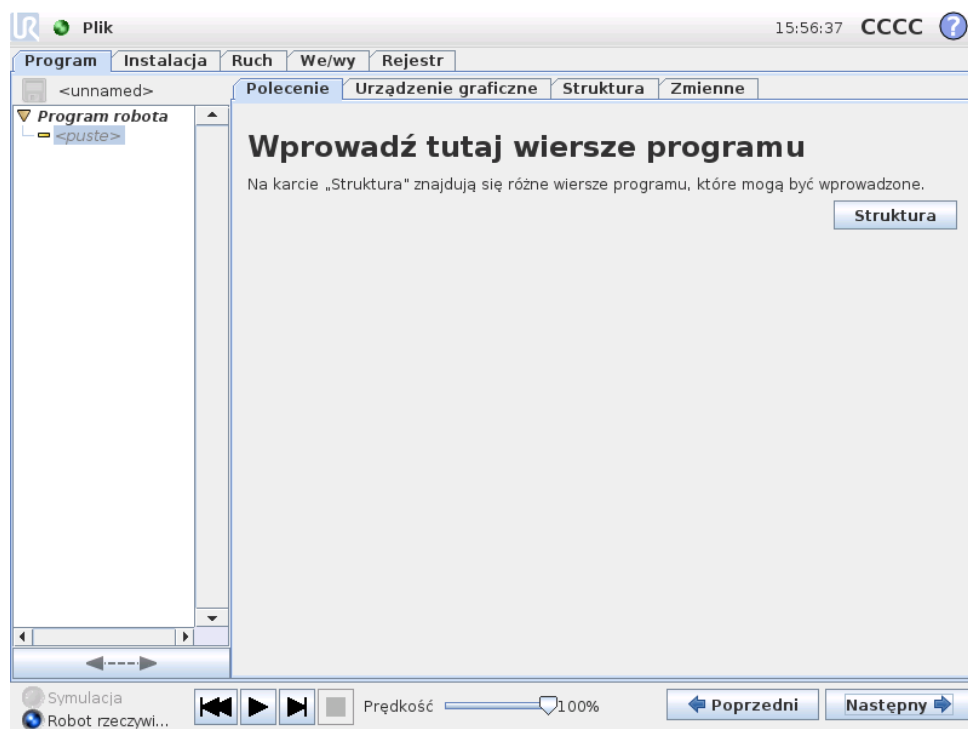 UR Plik 15:56:37 CCCC ?
Program Instalacja Ruch We/wy Rejestr
<unnamed>
Polecenie Urządzenie graficzne Struktura Zmienne
Program robota
<puste>
Wprowadź tutaj wiersze programu
Na karcie „Struktura" znajdują się różne wiersze programu, które mogą być wprowadzone.
Struktura
Symulacja
Robot rzeczywi...
Prędkość 100%
Poprzedni
Następny